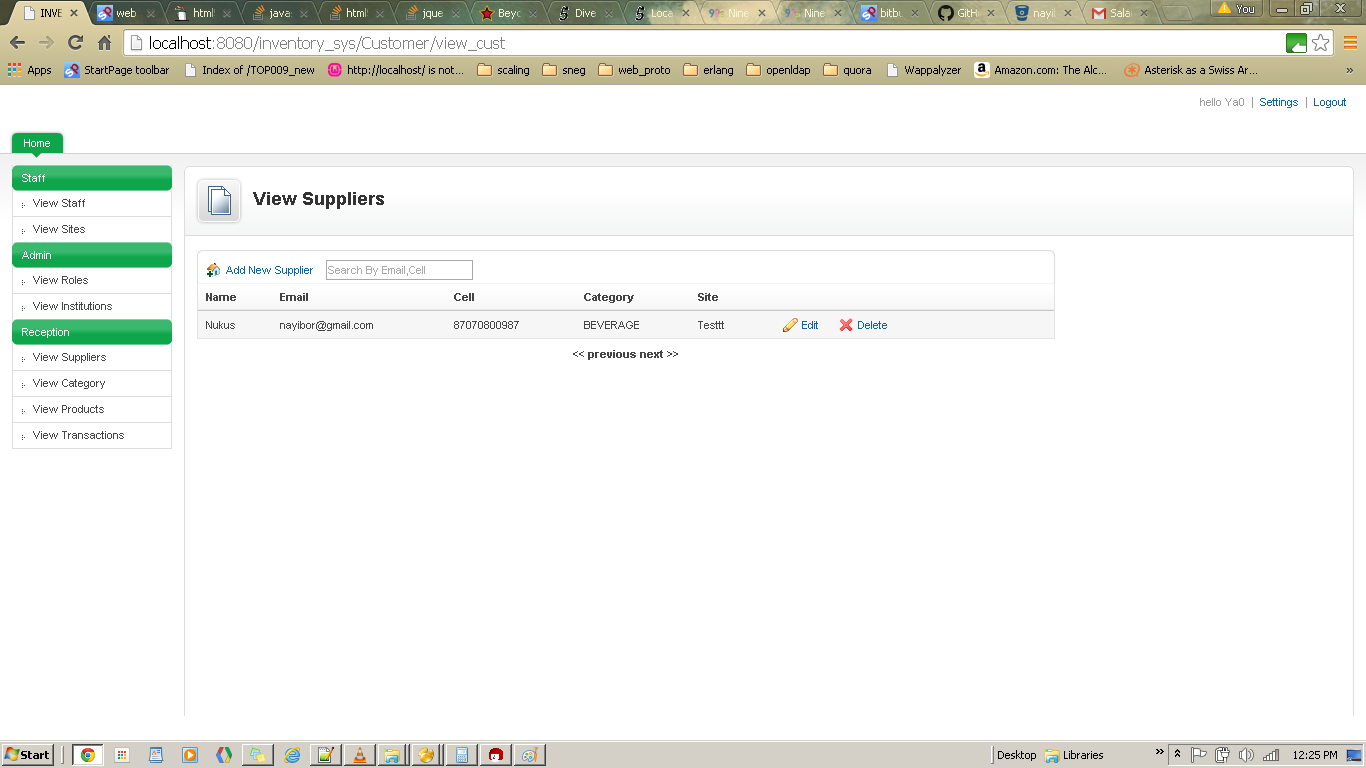 INVE web html java html jque Beyo Dive Loca Nine Nine bitbu GitH nayil Sala You
localhost:8080/inventory_sys/Customer/view_cust
Apps StartPage toolbar Index of /TOP009_new http://localhost/ is not... scaling sneg web_proto erlang openldap quora Wappalyzer Amazon.com: The Alc... Asterisk as a Swiss Ar... »
hello Ya0 | Settings | Logout
Home
Staff
View Staff
View Sites
Admin
View Roles
View Institutions
Reception
View Suppliers
View Category
View Products
View Transactions
View Suppliers
Add New Supplier Search By Email,Cell
Name Email Cell Category Site
Nukus nayibor@gmail.com 87070800987 BEVERAGE Testtt Edit Delete
<< previous next >>
Start Desktop Libraries » 12:25 PM